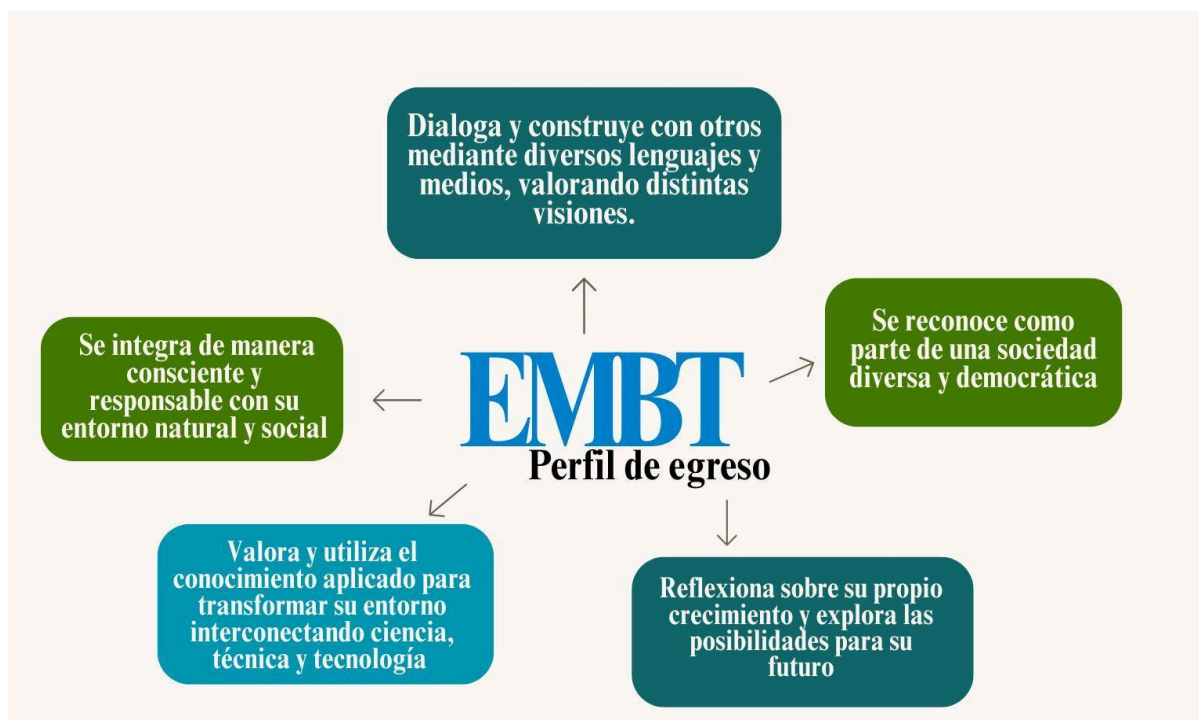 Dialoga y construye con otros
mediante diversos lenguajes y
medios, valorando distintas
visiones.
Se integra de manera
consciente y
responsable con su
entorno natural y social
Se reconoce como
parte de una sociedad
diversa y democrática
EMBT
Perfil de egreso
Valora y utiliza el
conocimiento aplicado para
transformar su entorno
interconectando ciencia,
técnica y tecnología
Reflexiona sobre su propio
crecimiento y explora las
posibilidades para su
futuro